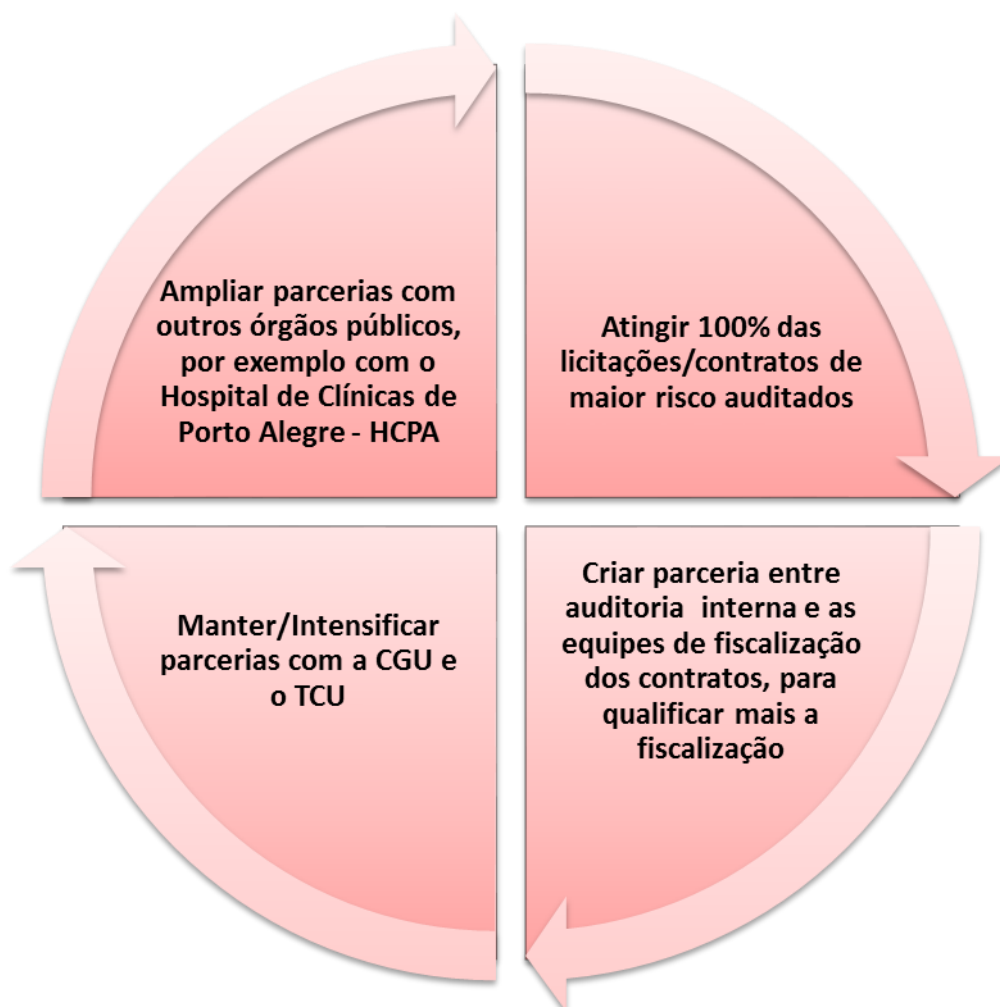 Ampliar parcerias com
outros órgãos públicos,
por exemplo com o
Hospital de Clínicas de
Porto Alegre - HCPA
Atingir 100% das
licitações/contratos de
maior risco auditados
Manter/Intensificar
parcerias com a CGU e
o TCU
Criar parceria entre
auditoria  interna e as
equipes de fiscalização
dos contratos, para
qualificar mais a
fiscalização